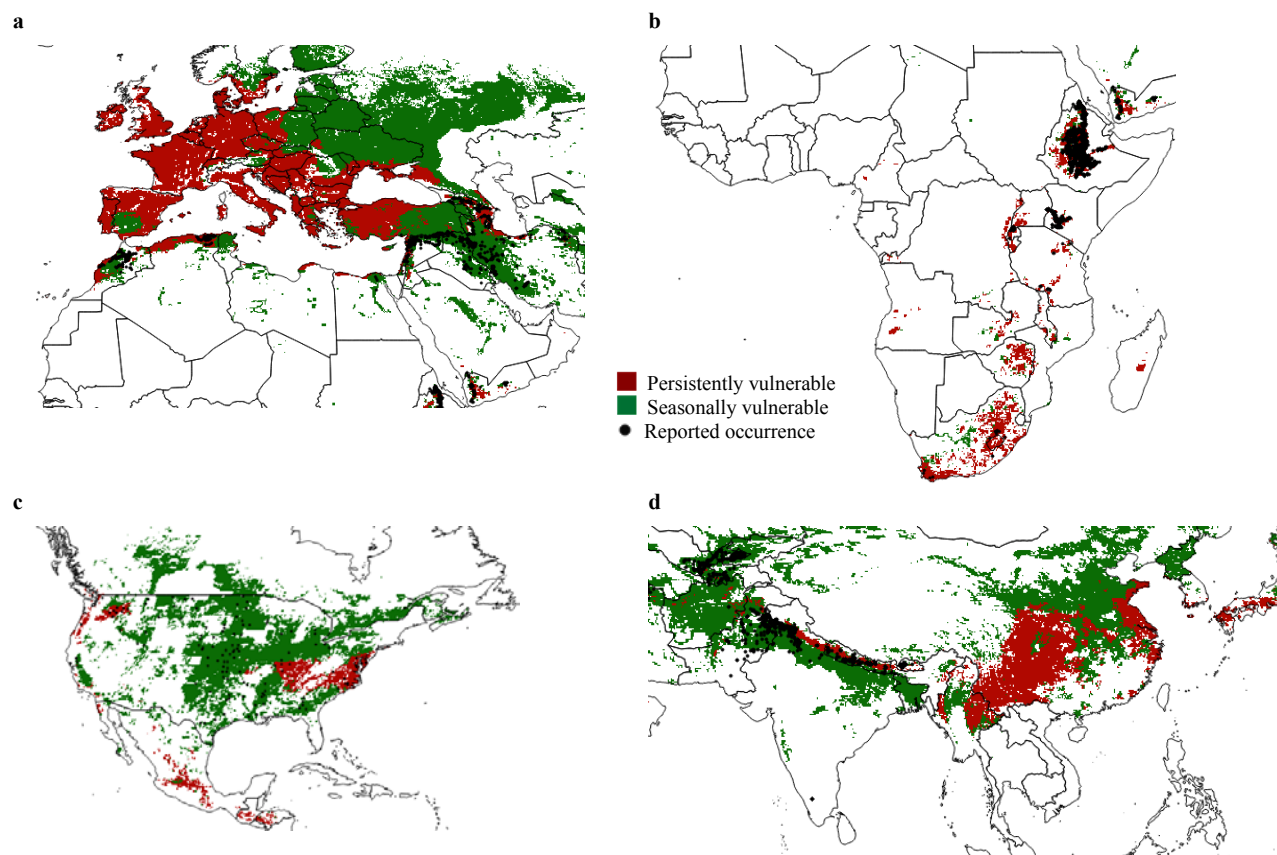 a
b
Persistently vulnerable
Seasonally vulnerable
Reported occurrence
c
d